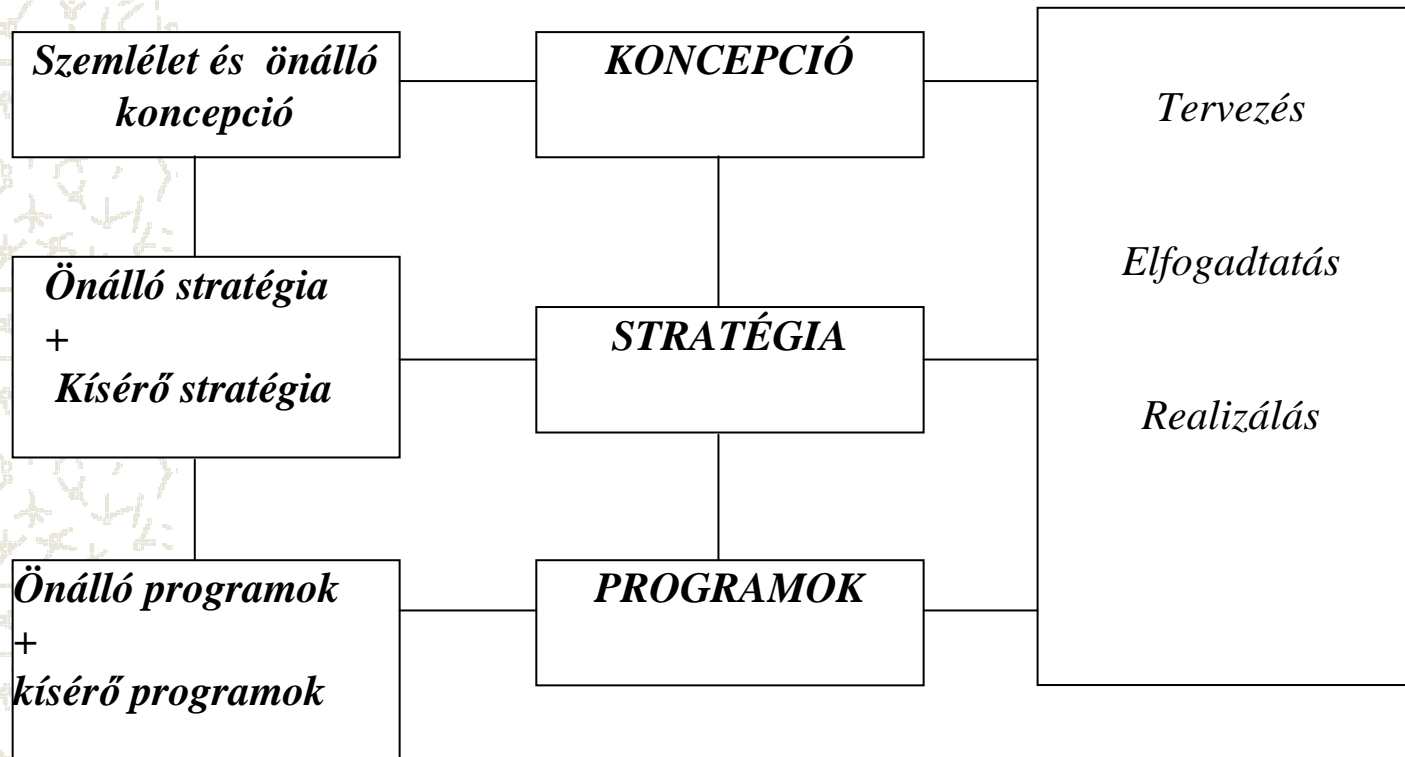 Szemlélet és önálló
koncepció
KONCEPCIÓ
Tervezés
Elfogadtatás
Realizálás
Önálló stratégia
+
Kísérő stratégia
STRATÉGIA
Önálló programok
+
kísérő programok
PROGRAMOK